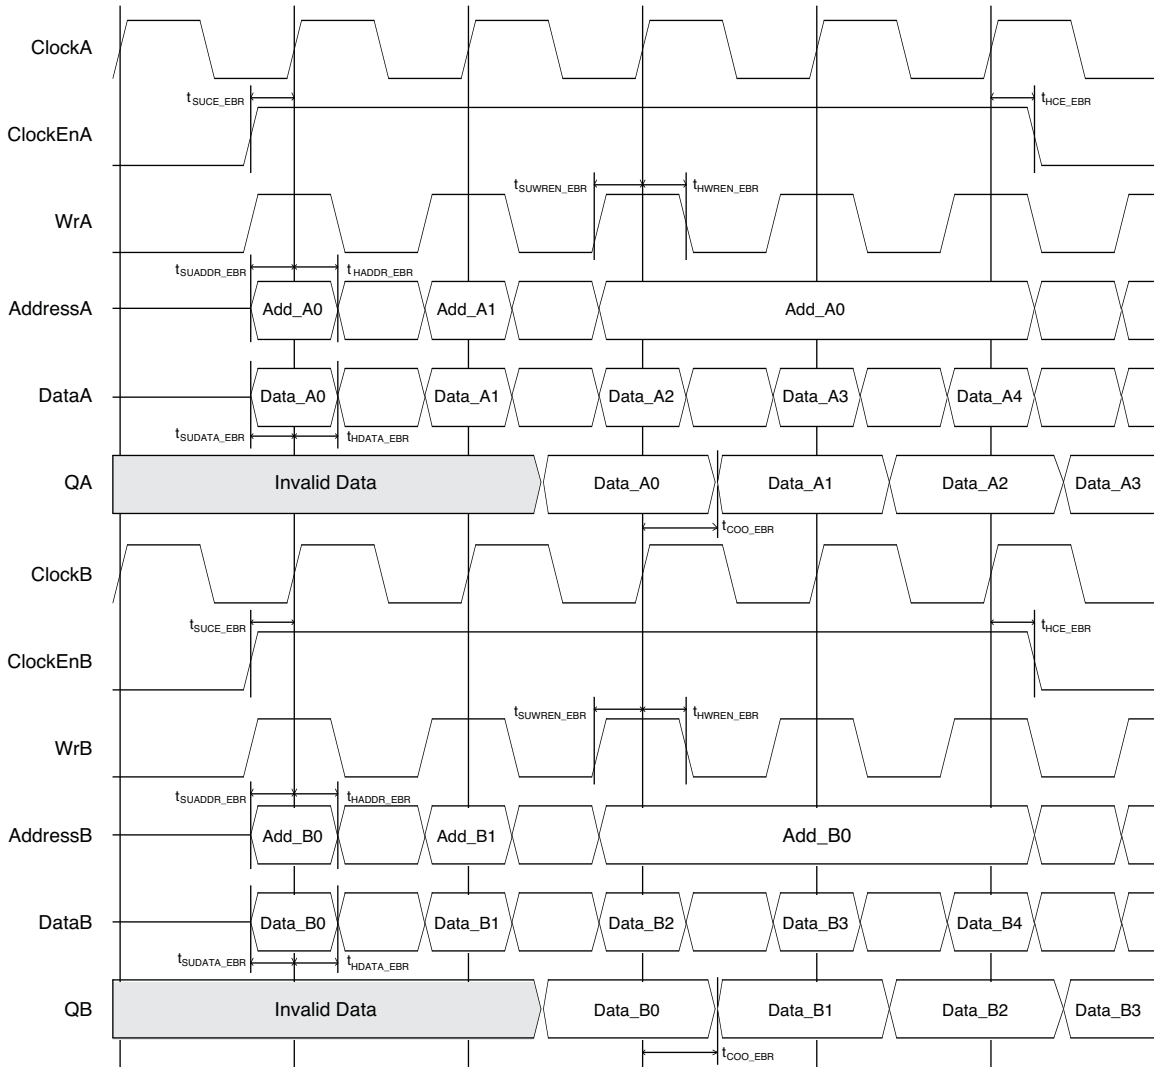 ClockA
tSUCE_EBR tHCE_EBR
ClockEnA
tSUWREN_EBR tHWREN_EBR
WrA
tSUADDR_EBR tHADDR_EBR
AddressA Add_A0 Add_A1 Add_A0
DataA Data_A0 Data_A1 Data_A2 Data_A3 Data_A4
tSUDATA_EBR tHDATA_EBR
QA Invalid Data Data_A0 Data_A1 Data_A2 Data_A3
tCOO_EBR
ClockB
tSUCE_EBR tHCE_EBR
ClockEnB
tSUWREN_EBR tHWREN_EBR
WrB
tSUADDR_EBR tHADDR_EBR
AddressB Add_B0 Add_B1 Add_B0
DataB Data_B0 Data_B1 Data_B2 Data_B3 Data_B4
tSUDATA_EBR tHDATA_EBR
QB Invalid Data Data_B0 Data_B1 Data_B2 Data_B3
tCOO_EBR